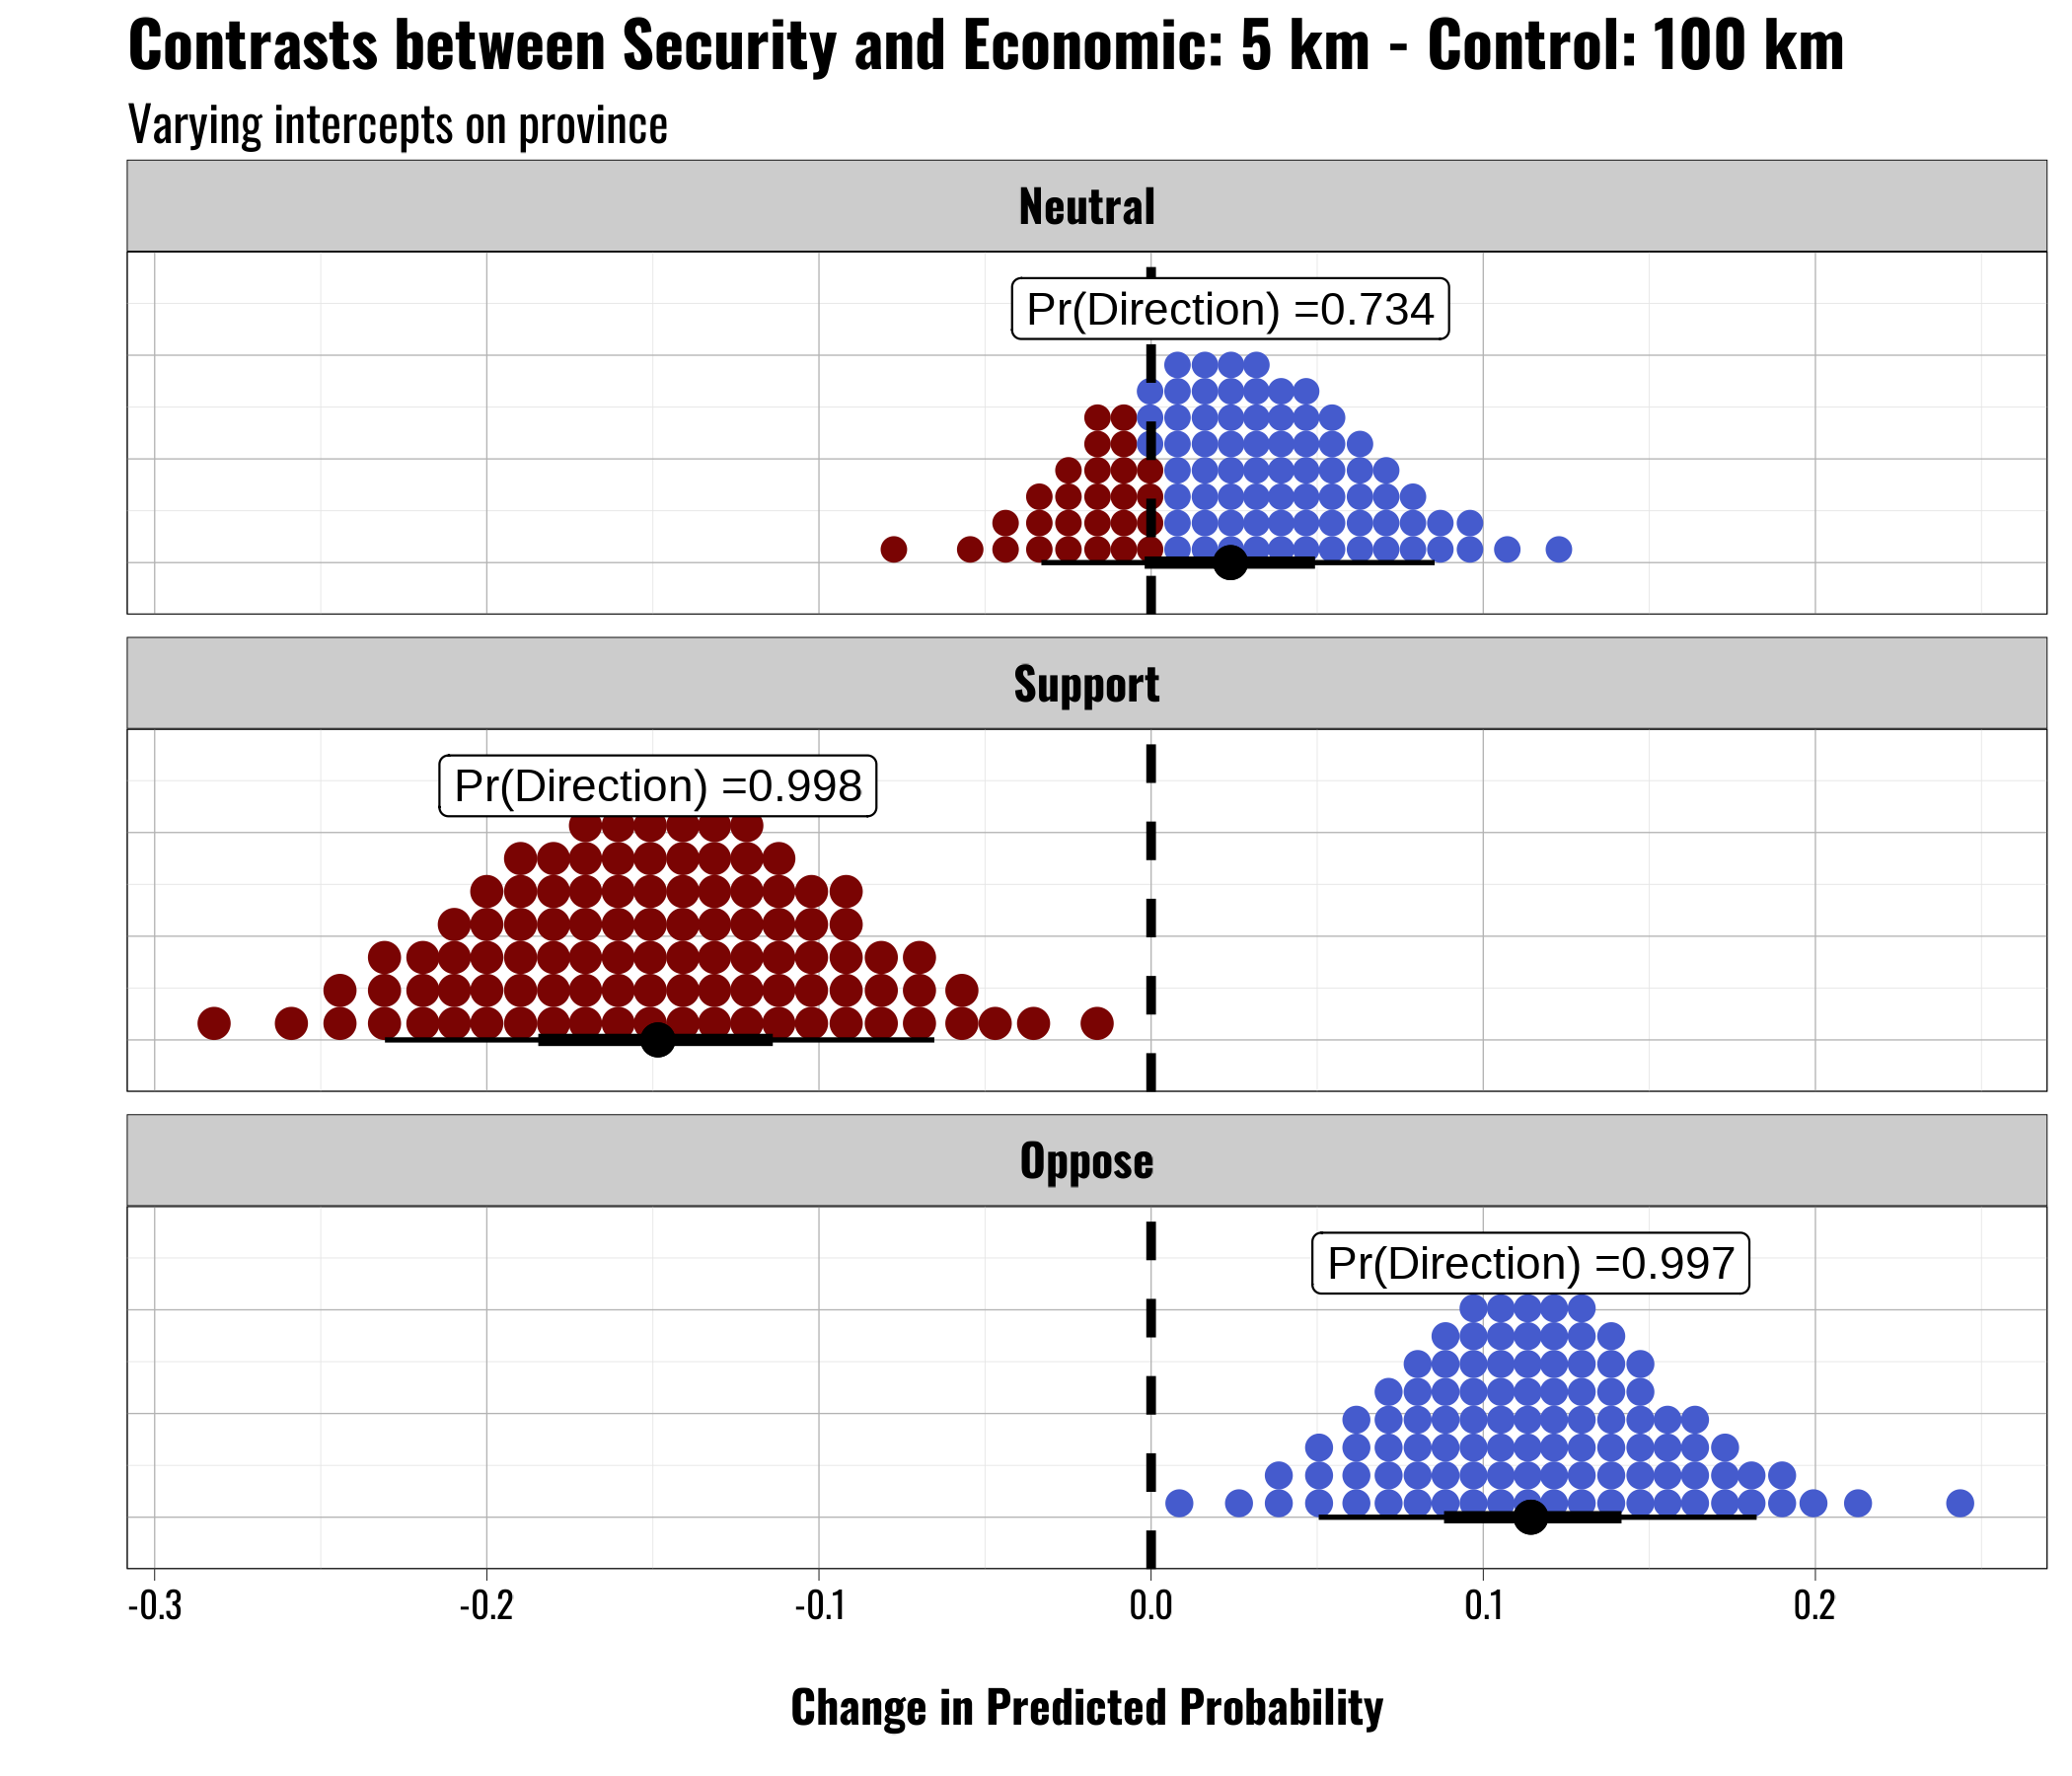 Contrasts between Security and Economic: 5 km - Control: 100 km
Varying intercepts on province
Neutral
Pr(Direction) =0.734
Support
Pr(Direction) =0.998
Oppose
Pr(Direction) =0.997
-0.3 -0.2 -0.1 0.0 0.1 0.2
Change in Predicted Probability